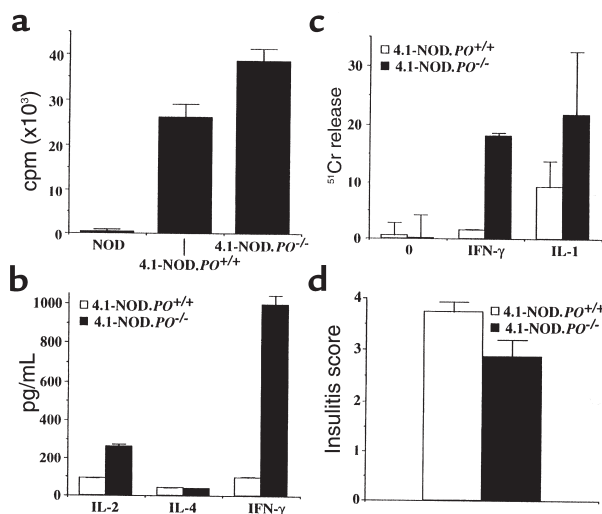 a
cpm (x10³)
40
30
20
10
0
NOD
4.1-NOD.PO+/+
4.1-NOD.PO-/-
c
4.1-NOD.PO+/+
4.1-NOD.PO-/-
⁵¹Cr release
30
20
10
0
0
IFN-γ
IL-1
b
4.1-NOD.PO+/+
4.1-NOD.PO-/-
pg/mL
1000
800
600
400
200
0
IL-2
IL-4
IFN-γ
d
4.1-NOD.PO+/+
4.1-NOD.PO-/-
Insulitis score
4
3
2
1
0